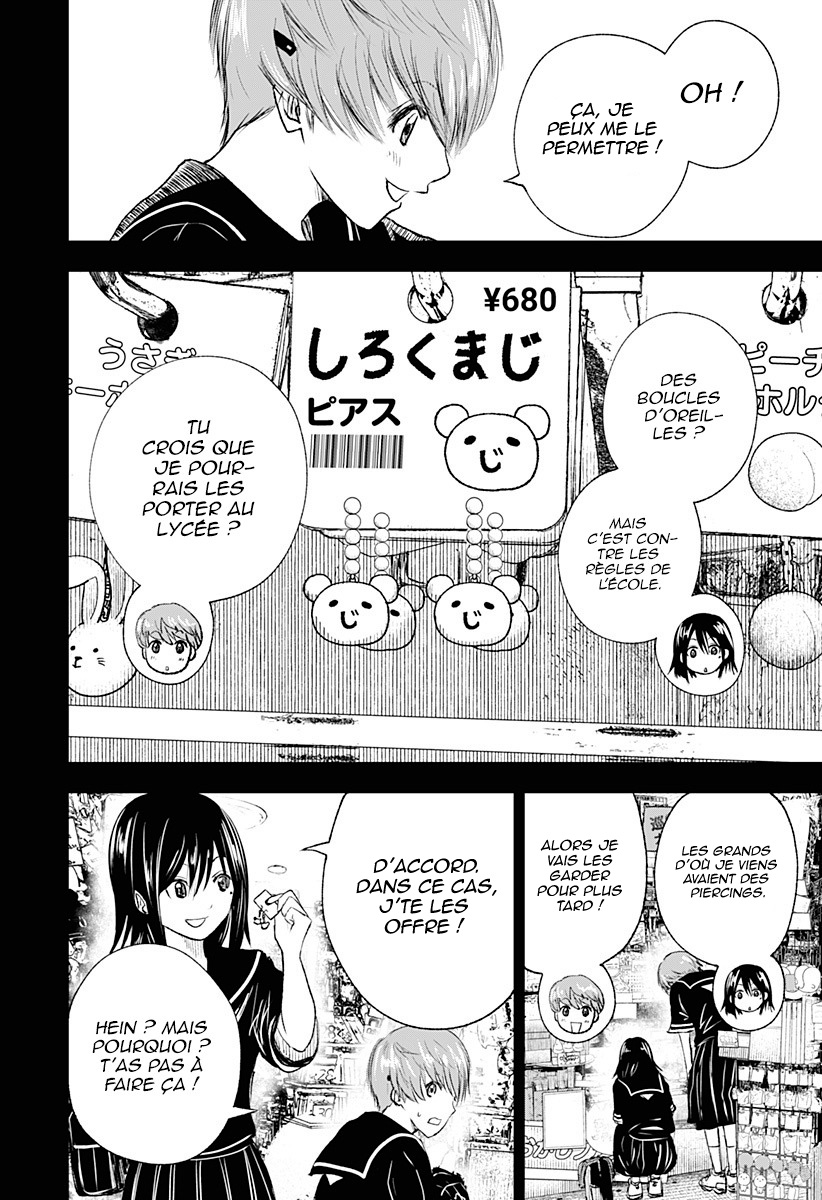 OH !
ÇA, JE
PEUX ME LE
PERMETTRE !
¥680
しろくまじ
ピアス
じ
うさぎ
ピーチ
DES
BOUCLES
D'OREIL-
LES ?
MAIS
C'EST CON-
TRE LES
RÈGLES DE
L'ÉCOLE.
TU
CROIS QUE
JE POUR-
RAIS LES
PORTER AU
LYCÉE ?
じ
じ
LES GRANDS
D'OÙ JE VIENS
AVAIENT DES
PIERCINGS.
ALORS JE
VAIS LES
GARDER
POUR PLUS
TARD !
D'ACCORD.
DANS CE CAS,
J'TE LES
OFFRE !
HEIN ? MAIS
POURQUOI ?
T'AS PAS À
FAIRE ÇA !